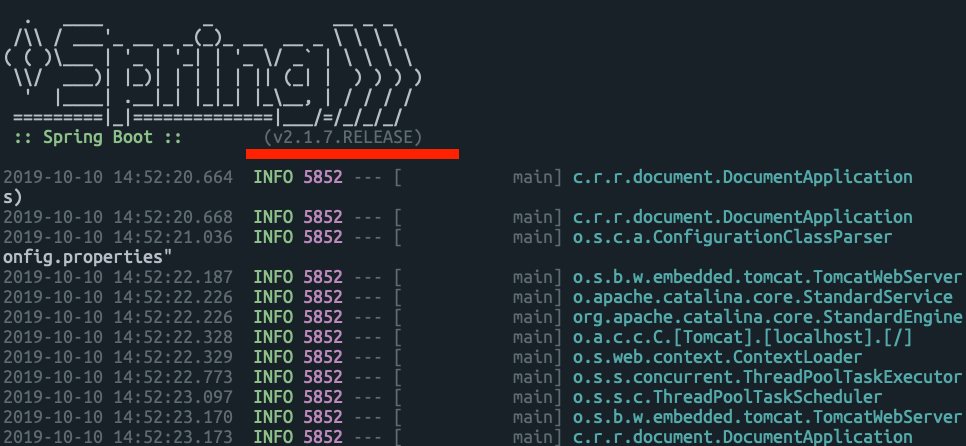 .   ____          _            __ _ _
 /\\ / ___'_ __ _ _(_)_ __  __ _ \ \ \ \
( ( )\___ | '_ | '_| | '_ \/ _` | \ \ \ \
 \\/  ___)| |_)| | | | | || (_| |  ) ) ) )
  '  |____| .__|_| |_|_| |_\__, | / / / /
 =========|_|==============|___/=/_/_/_/
 :: Spring Boot ::        (v2.1.7.RELEASE)
2019-10-10 14:52:20.664  INFO 5852 --- [           main] c.r.r.document.DocumentApplication
s)
2019-10-10 14:52:20.668  INFO 5852 --- [           main] c.r.r.document.DocumentApplication
2019-10-10 14:52:21.036  INFO 5852 --- [           main] o.s.c.a.ConfigurationClassParser
onfig.properties"
2019-10-10 14:52:22.187  INFO 5852 --- [           main] o.s.b.w.embedded.tomcat.TomcatWebServer
2019-10-10 14:52:22.226  INFO 5852 --- [           main] o.apache.catalina.core.StandardService
2019-10-10 14:52:22.226  INFO 5852 --- [           main] org.apache.catalina.core.StandardEngine
2019-10-10 14:52:22.328  INFO 5852 --- [           main] o.a.c.c.C.[Tomcat].[localhost].[/]
2019-10-10 14:52:22.329  INFO 5852 --- [           main] o.s.web.context.ContextLoader
2019-10-10 14:52:22.773  INFO 5852 --- [           main] o.s.s.concurrent.ThreadPoolTaskExecutor
2019-10-10 14:52:23.097  INFO 5852 --- [           main] o.s.s.c.ThreadPoolTaskScheduler
2019-10-10 14:52:23.170  INFO 5852 --- [           main] o.s.b.w.embedded.tomcat.TomcatWebServer
2019-10-10 14:52:23.173  INFO 5852 --- [           main] c.r.r.document.DocumentApplication